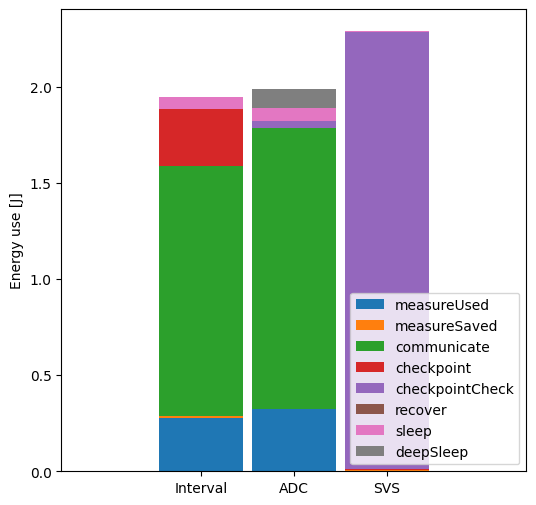 Energy use [J]
2.0
1.5
1.0
0.5
0.0
measureUsed
measureSaved
communicate
checkpoint
checkpointCheck
recover
sleep
deepSleep
Interval ADC SVS